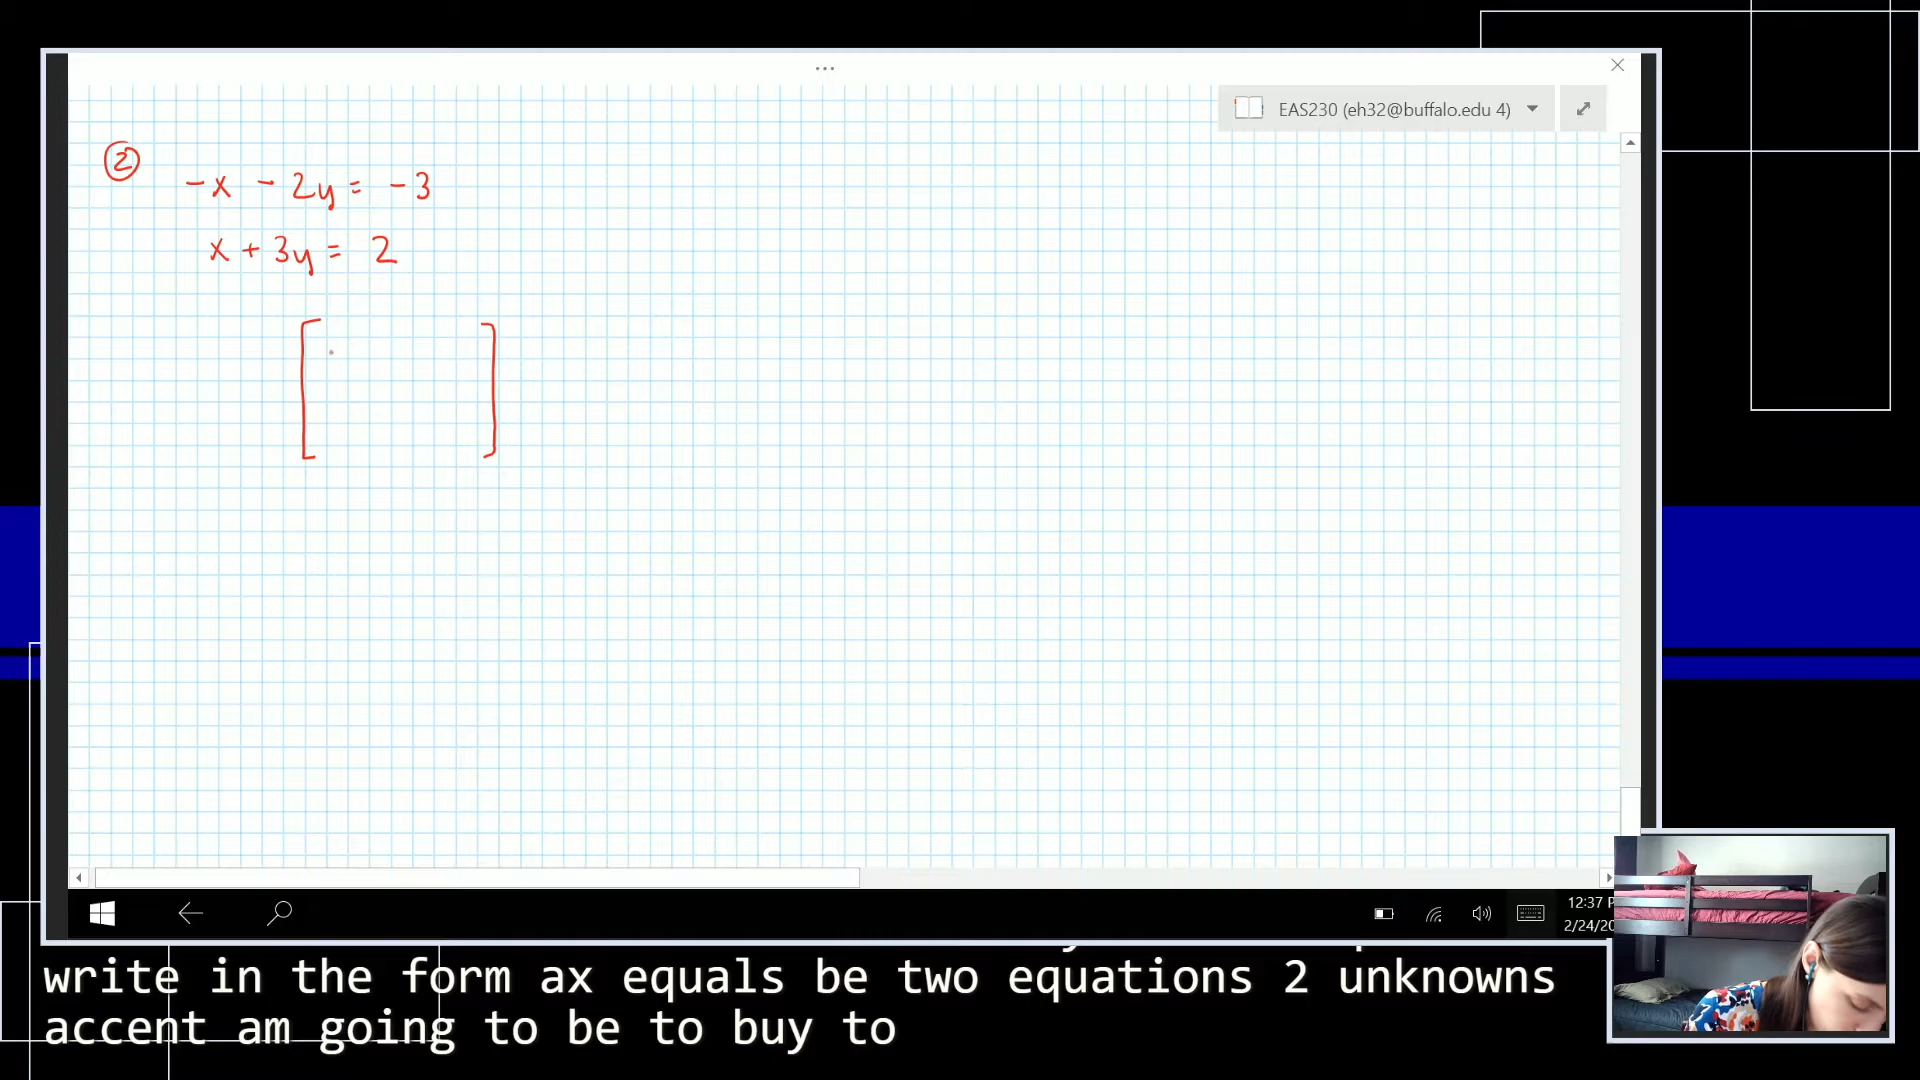 ...
EAS230 (eh32@buffalo.edu 4)
②
-x - 2y = -3
x + 3y = 2
12:37 P
2/24/20
write in the form ax equals be two equations 2 unknowns
accent am going to be to buy to